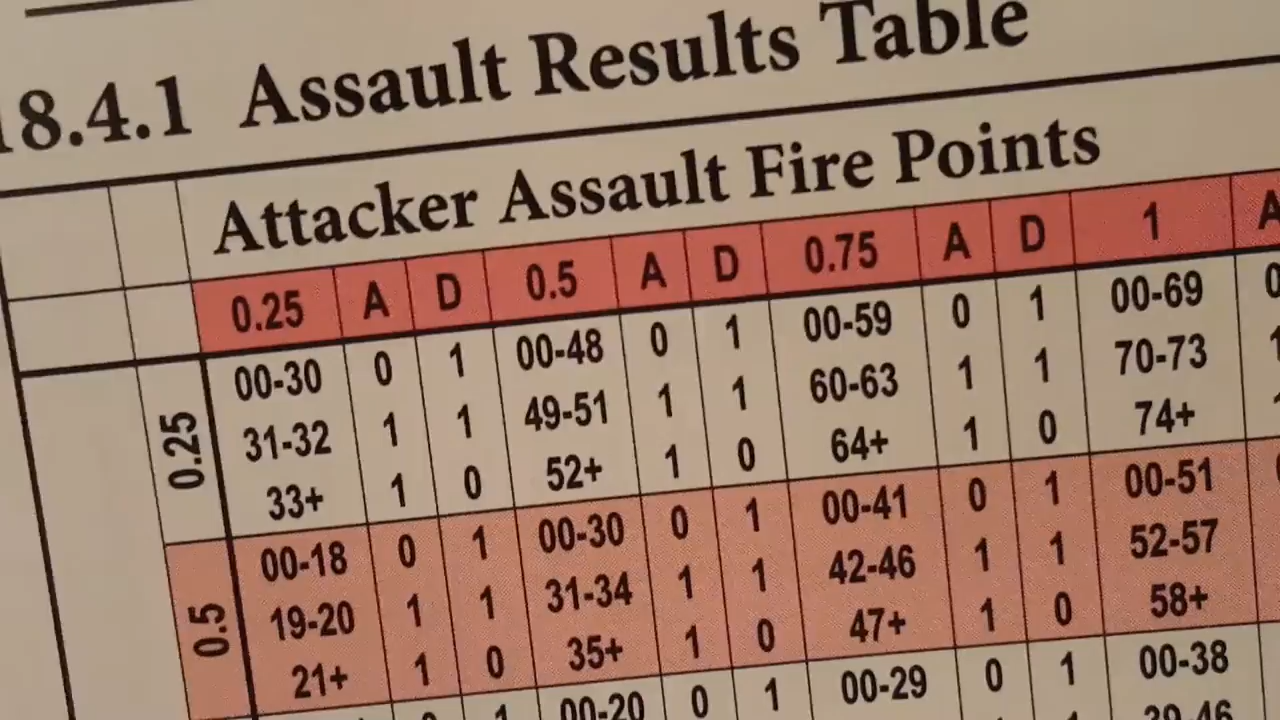 18.4.1 Assault Results Table
Attacker Assault Fire Points
0.25 A D 0.5 A D 0.75 A D 1 A
0.25
00-30 0 1 00-48 0 1 00-59 0 1 00-69
31-32 1 1 49-51 1 1 60-63 1 1 70-73
33+ 1 0 52+ 1 0 64+ 1 0 74+
0.5
00-18 0 1 00-30 0 1 00-41 0 1 00-51
19-20 1 1 31-34 1 1 42-46 1 1 52-57
21+ 1 0 35+ 1 0 47+ 1 0 58+
00-20 0 1 00-29 0 1 00-38